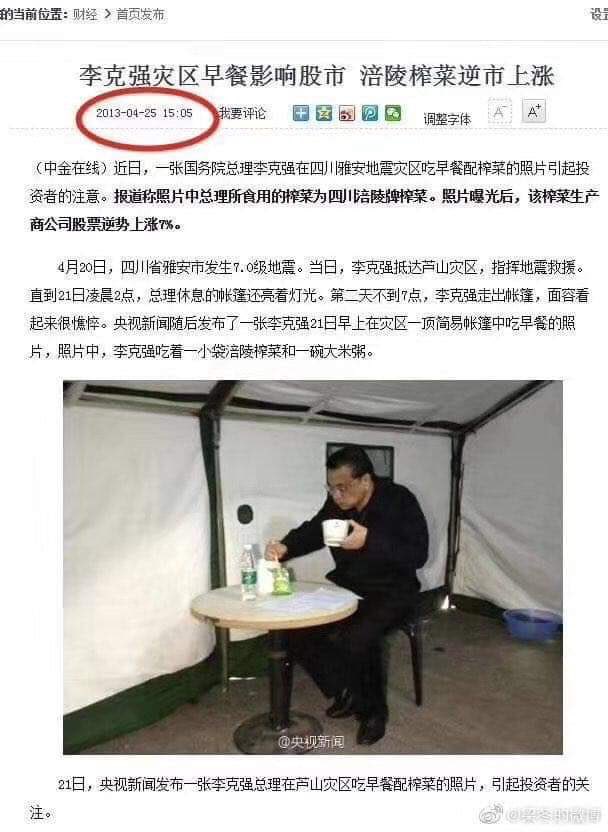 的当前位置：财经 > 首页发布
设置
李克强灾区早餐影响股市 涪陵榨菜逆市上涨
2013-04-25 15:05
我要评论
调整字体 A- A+
（中金在线）近日，一张国务院总理李克强在四川雅安地震灾区吃早餐配榨菜的照片引起投
资者的注意。报道称照片中总理所食用的榨菜为四川涪陵牌榨菜。照片曝光后，该榨菜生产
商公司股票逆势上涨7%。
4月20日，四川省雅安市发生7.0级地震。当日，李克强抵达芦山灾区，指挥地震救援。
直到21日凌晨2点，总理休息的帐篷还亮着灯光。第二天不到7点，李克强走出帐篷，面容看
起来很憔悴。央视新闻随后发布了一张李克强21日早上在灾区一顶简易帐篷中吃早餐的照
片，照片中，李克强吃着一小袋涪陵榨菜和一碗大米粥。
@央视新闻
21日，央视新闻发布一张李克强总理在芦山灾区吃早餐配榨菜的照片，引起投资者的关
注。
的微博